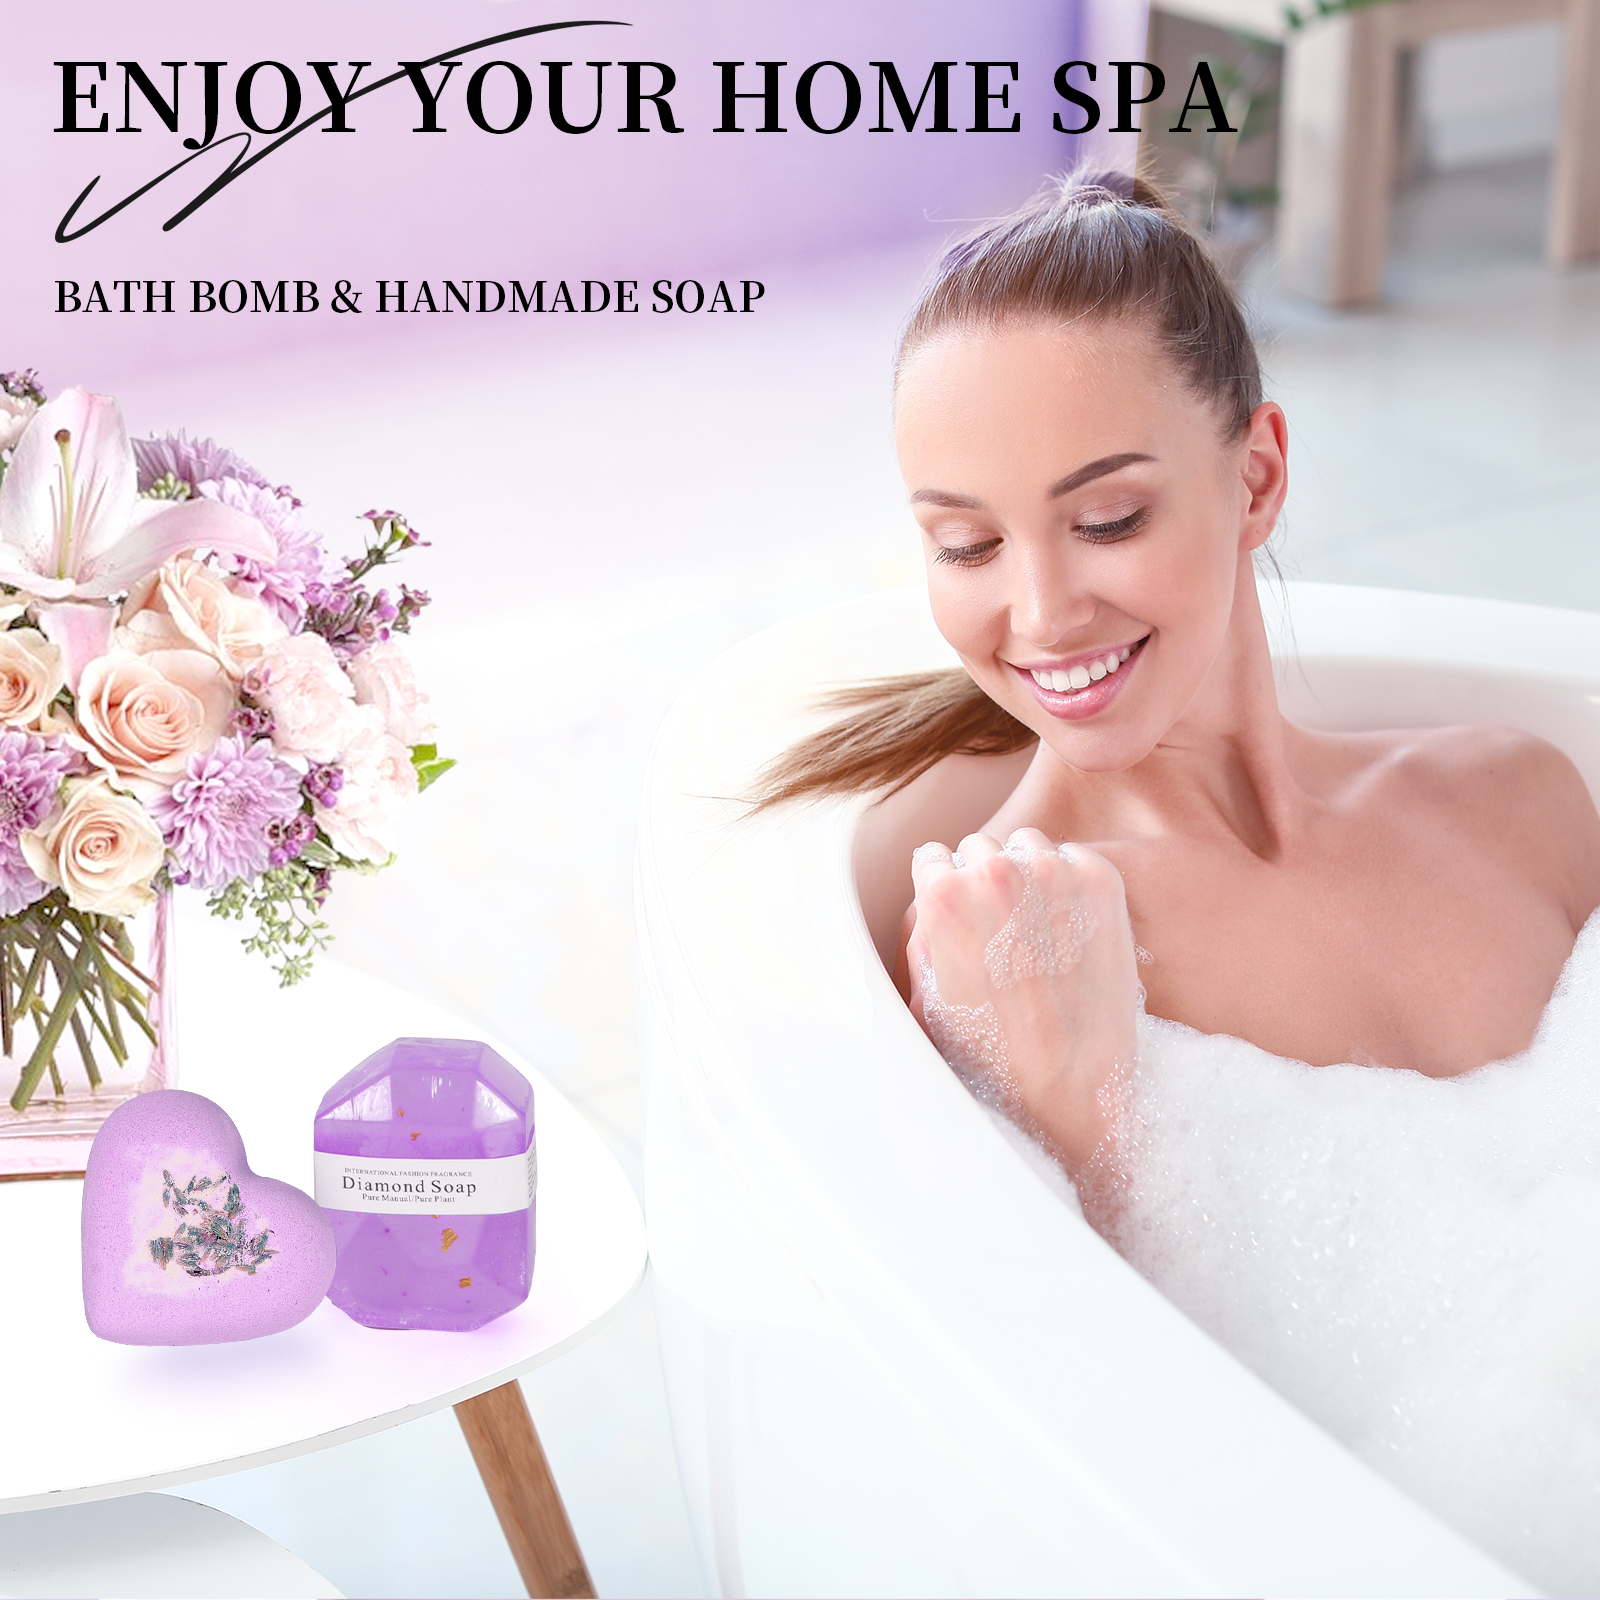 ENJOY YOUR HOME SPA
BATH BOMB & HANDMADE SOAP
INTERNATIONAL FASHION FRAGRANCE
Diamond Soap
Pure Manual/Pure Plant